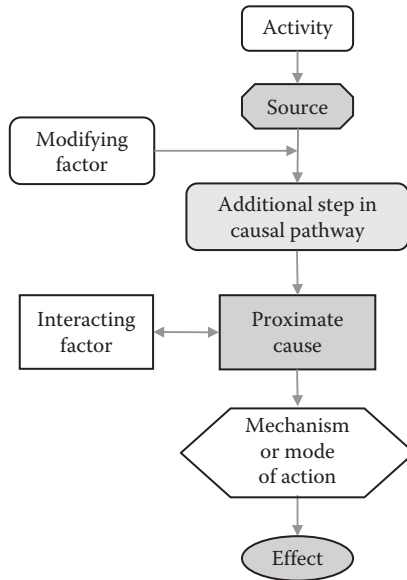 Activity
Source
Modifying
factor
Additional step in
causal pathway
Interacting
factor
Proximate
cause
Mechanism
or mode
of action
Effect